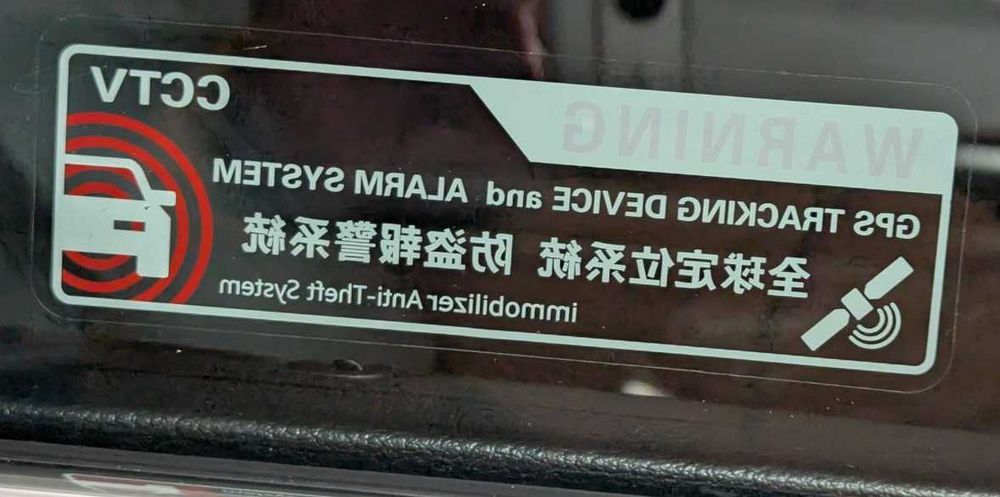 WARNING
CCTV
GPS TRACKING DEVICE and ALARM SYSTEM
全球定位系統 防盜報警系統
immobilizer Anti-Theft System